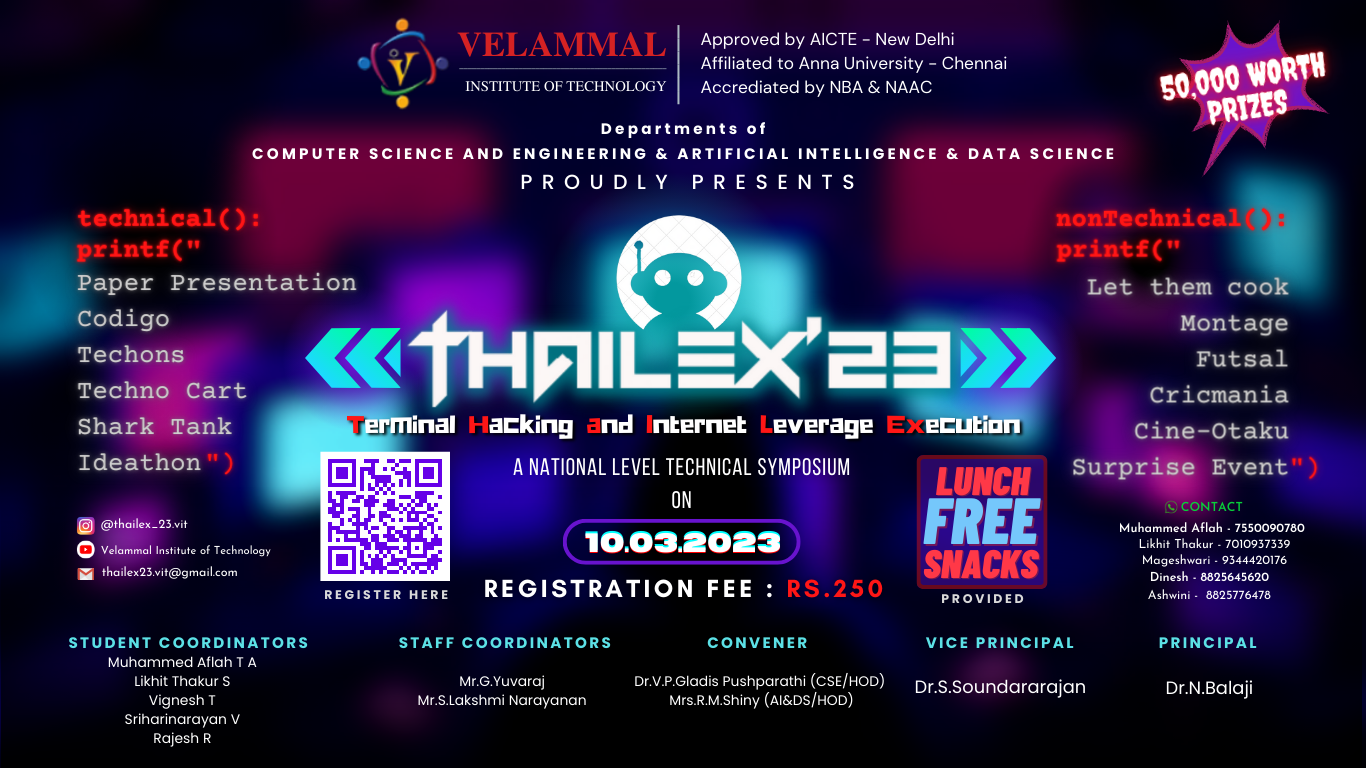 VELAMMAL
INSTITUTE OF TECHNOLOGY
Approved by AICTE - New Delhi
Affiliated to Anna University - Chennai
Accrediated by NBA & NAAC
50,000 WORTH
PRIZES
Departments of
COMPUTER SCIENCE AND ENGINEERING & ARTIFICIAL INTELLIGENCE & DATA SCIENCE
PROUDLY PRESENTS
technical():
printf("
Paper Presentation
Codigo
Techons
Techno Cart
Shark Tank
Ideathon")
nonTechnical():
printf("
Let them cook
Montage
Futsal
Cricmania
Cine-Otaku
Surprise Event")
THAILEX'23
Terminal Hacking and Internet Leverage Execution
A NATIONAL LEVEL TECHNICAL SYMPOSIUM
ON
10.03.2023
REGISTRATION FEE : RS.250
REGISTER HERE
LUNCH
FREE
SNACKS
PROVIDED
@thailex_23.vit
Velammal Institute of Technology
thailex23.vit@gmail.com
CONTACT
Muhammed Aflah - 7550090780
Likhit Thakur - 7010937339
Mageshwari - 9344420176
Dinesh - 8825645620
Ashwini - 8825776478
STUDENT COORDINATORS
Muhammed Aflah T A
Likhit Thakur S
Vignesh T
Sriharinarayan V
Rajesh R
STAFF COORDINATORS
Mr.G.Yuvaraj
Mr.S.Lakshmi Narayanan
CONVENER
Dr.V.P.Gladis Pushparathi (CSE/HOD)
Mrs.R.M.Shiny (AI&DS/HOD)
VICE PRINCIPAL
Dr.S.Soundararajan
PRINCIPAL
Dr.N.Balaji